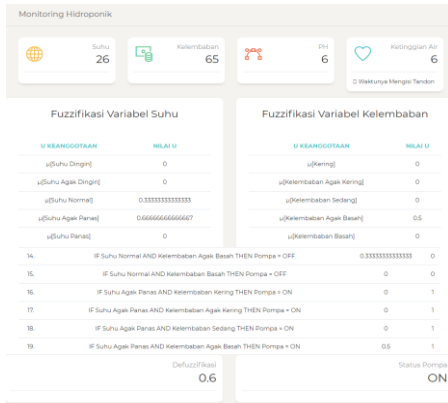 Monitoring Hidroponik
Suhu
26
Kelembaban
65
PH
6
Ketinggian Air
6
Waktunya Mengisi Tandon
Fuzzifikasi Variabel Suhu
U KEANGGOTAAN NILAI U
μ[Suhu Dingin] 0
μ[Suhu Agak Dingin] 0
μ[Suhu Normal] 0.33333333333333
μ[Suhu Agak Panas] 0.66666666666667
μ[Suhu Panas] 0
Fuzzifikasi Variabel Kelembaban
U KEANGGOTAAN NILAI U
μ[Kering] 0
μ[Kelembaban Agak Kering] 0
μ[Kelembaban Sedang] 0
μ[Kelembaban Agak Basah] 0.5
μ[Kelembaban Basah] 0
14. IF Suhu Normal AND Kelembaban Agak Basah THEN Pompa = OFF 0.33333333333333 0
15. IF Suhu Normal AND Kelembaban Basah THEN Pompa = OFF 0 0
16. IF Suhu Agak Panas AND Kelembaban Kering THEN Pompa = ON 0 1
17. IF Suhu Agak Panas AND Kelembaban Agak Kering THEN Pompa = ON 0 1
18. IF Suhu Agak Panas AND Kelembaban Sedang THEN Pompa = ON 0 1
19. IF Suhu Agak Panas AND Kelembaban Agak Basah THEN Pompa = ON 0.5 1
Defuzzifikasi
0.6
Status Pompa
ON